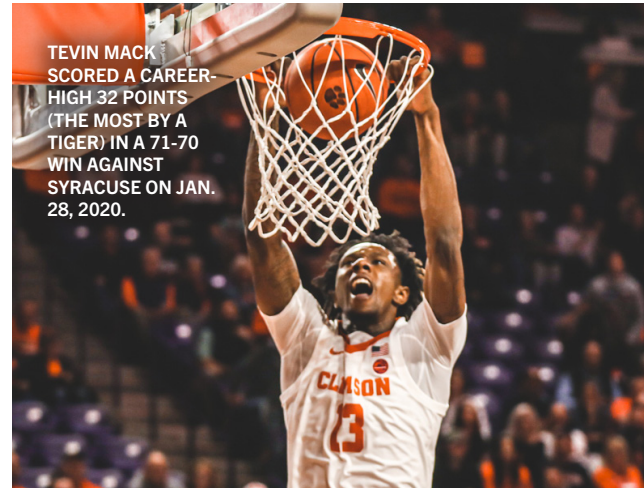 TEVIN MACK
SCORED A CAREER-
HIGH 32 POINTS
(THE MOST BY A
TIGER) IN A 71-70
WIN AGAINST
SYRACUSE ON JAN.
28, 2020.
CLEMSON
13